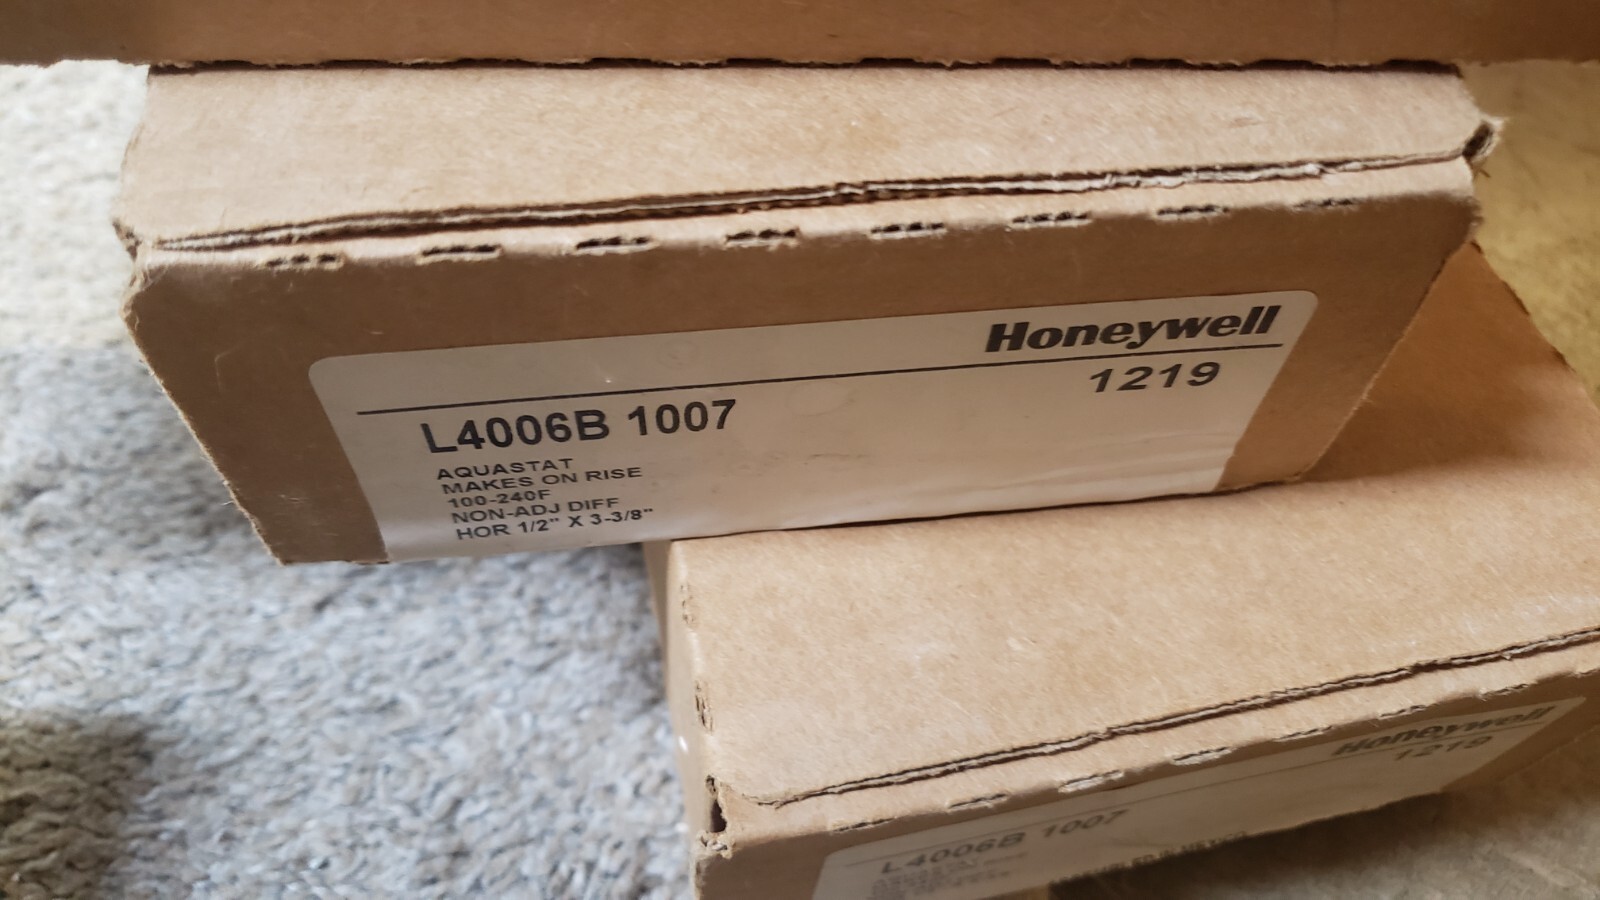 Honeywell
1219
L4006B 1007
AQUASTAT
MAKES ON RISE
100-240F
NON-ADJ DIFF
HOR 1/2" X 3-3/8"
Honeywell
1219
L4006B 1007